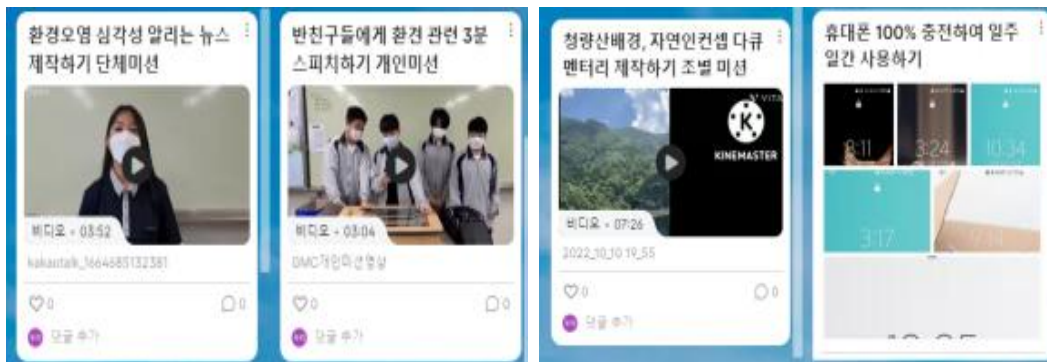 환경오염 심각성 알리는 뉴스
제작하기 단체미션
비디오 • 03:52
kakaotalk_1664685132381
0
0
댓글 추가
반친구들에게 환견 관련 3분
스피치하기 개인미션
비디오 • 03:04
GMC개인미션영상
0
0
댓글 추가
청량산배경, 자연인컨셉 다큐
멘터리 제작하기 조별 미션
VITA
K
KINEMASTER
비디오 • 07:26
2022_10_10 19_55
0
0
댓글 추가
휴대폰 100% 충전하여 일주
일간 사용하기
8:11
3:24
10:34
3:17